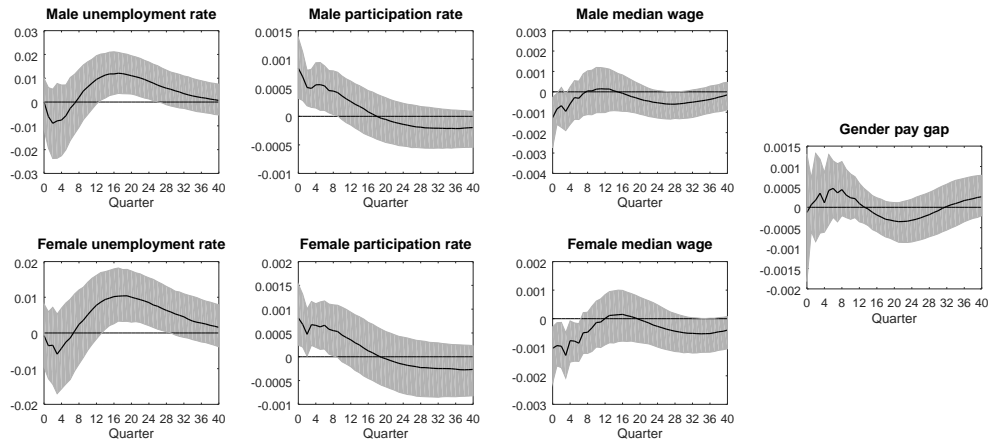 Male unemployment rate
0.03
0.02
0.01
0
-0.01
-0.02
-0.03
0 4 8 12 16 20 24 28 32 36 40
Quarter
Male participation rate
0.0015
0.001
0.0005
0
-0.0005
-0.001
0 4 8 12 16 20 24 28 32 36 40
Quarter
Male median wage
0.003
0.002
0.001
0
-0.001
-0.002
-0.003
-0.004
0 4 8 12 16 20 24 28 32 36 40
Quarter
Gender pay gap
0.0015
0.001
0.0005
0
-0.0005
-0.001
-0.0015
-0.002
0 4 8 12 16 20 24 28 32 36 40
Quarter
Female unemployment rate
0.02
0.01
0
-0.01
-0.02
0 4 8 12 16 20 24 28 32 36 40
Quarter
Female participation rate
0.002
0.0015
0.001
0.0005
0
-0.0005
-0.001
0 4 8 12 16 20 24 28 32 36 40
Quarter
Female median wage
0.002
0.001
0
-0.001
-0.002
-0.003
0 4 8 12 16 20 24 28 32 36 40
Quarter